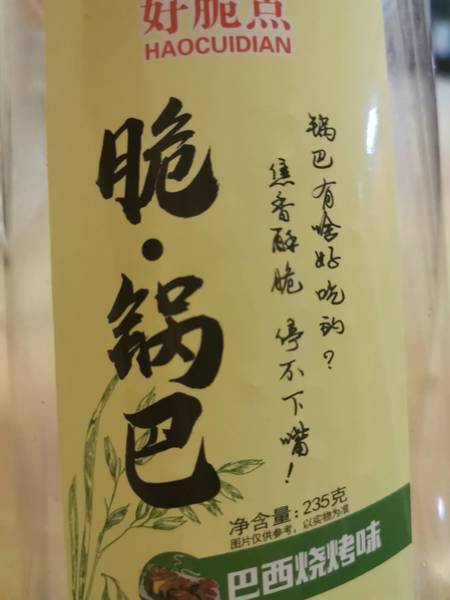 好脆点
HAOCUIDIAN
脆·锅巴
锅巴有啥好吃的？
焦香酥脆 停不下嘴！
净含量：235克
图片仅供参考，以实物为准
巴西烧烤味